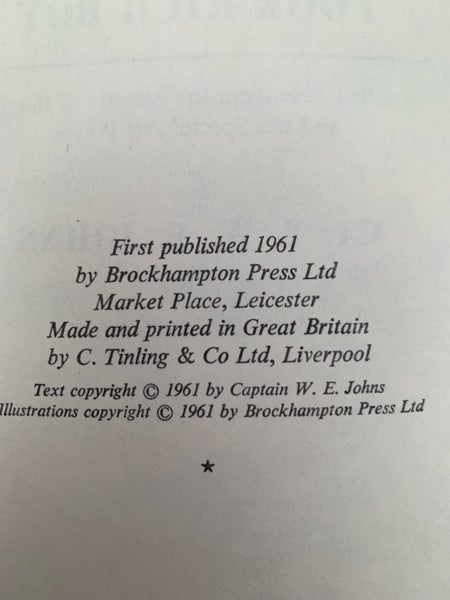 First published 1961
by Brockhampton Press Ltd
Market Place, Leicester
Made and printed in Great Britain
by C. Tinling & Co Ltd, Liverpool
Text copyright © 1961 by Captain W. E. Johns
Illustrations copyright © 1961 by Brockhampton Press Ltd